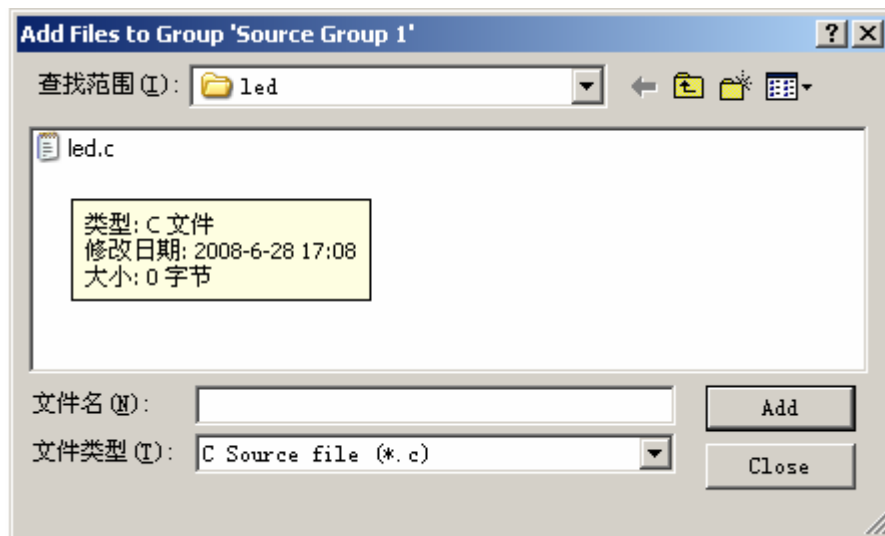 Add Files to Group 'Source Group 1'
查找范围(I):
led
led.c
类型: C 文件
修改日期: 2008-6-28 17:08
大小: 0 字节
文件名(N):
Add
文件类型(T):
C Source file (*.c)
Close